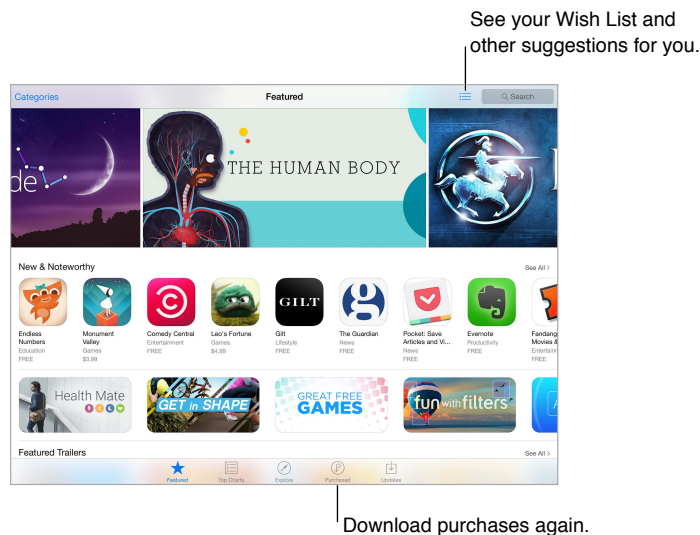 See your Wish List and
other suggestions for you.
Categories
Featured
Search
de
THE HUMAN BODY
New & Noteworthy
See All >
Endless
Numbers
Education
FREE
Monument
Valley
Games
$3.99
Comedy Central
Entertainment
FREE
Leo's Fortune
Games
$4.99
GILT
Gilt
Lifestyle
FREE
The Guardian
News
FREE
Pocket: Save
Articles and Vi...
News
FREE
Evernote
Productivity
FREE
Fandang
Movies &
Entertainm
FREE
Health Mate
GET in SHAPE
GREAT FREE
GAMES
fun with filters
A
Featured Trailers
See All >
Featured
Top Charts
Explore
Purchased
Updates
Download purchases again.